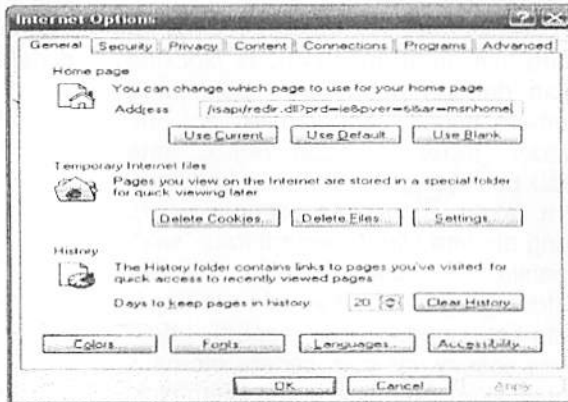 Internet Options
General Security Privacy Content Connections Programs Advanced
Home page
You can change which page to use for your home page
Address /isapi/redir.dll?prd=ie&pver=6&ar=msnhome
Use Current Use Default Use Blank
Temporary Internet files
Pages you view on the Internet are stored in a special folder
for quick viewing later
Delete Cookies... Delete Files... Settings...
History
The History folder contains links to pages you've visited, for
quick access to recently viewed pages
Days to keep pages in history 20 Clear History
Colors... Fonts... Languages... Accessibility...
OK Cancel Apply